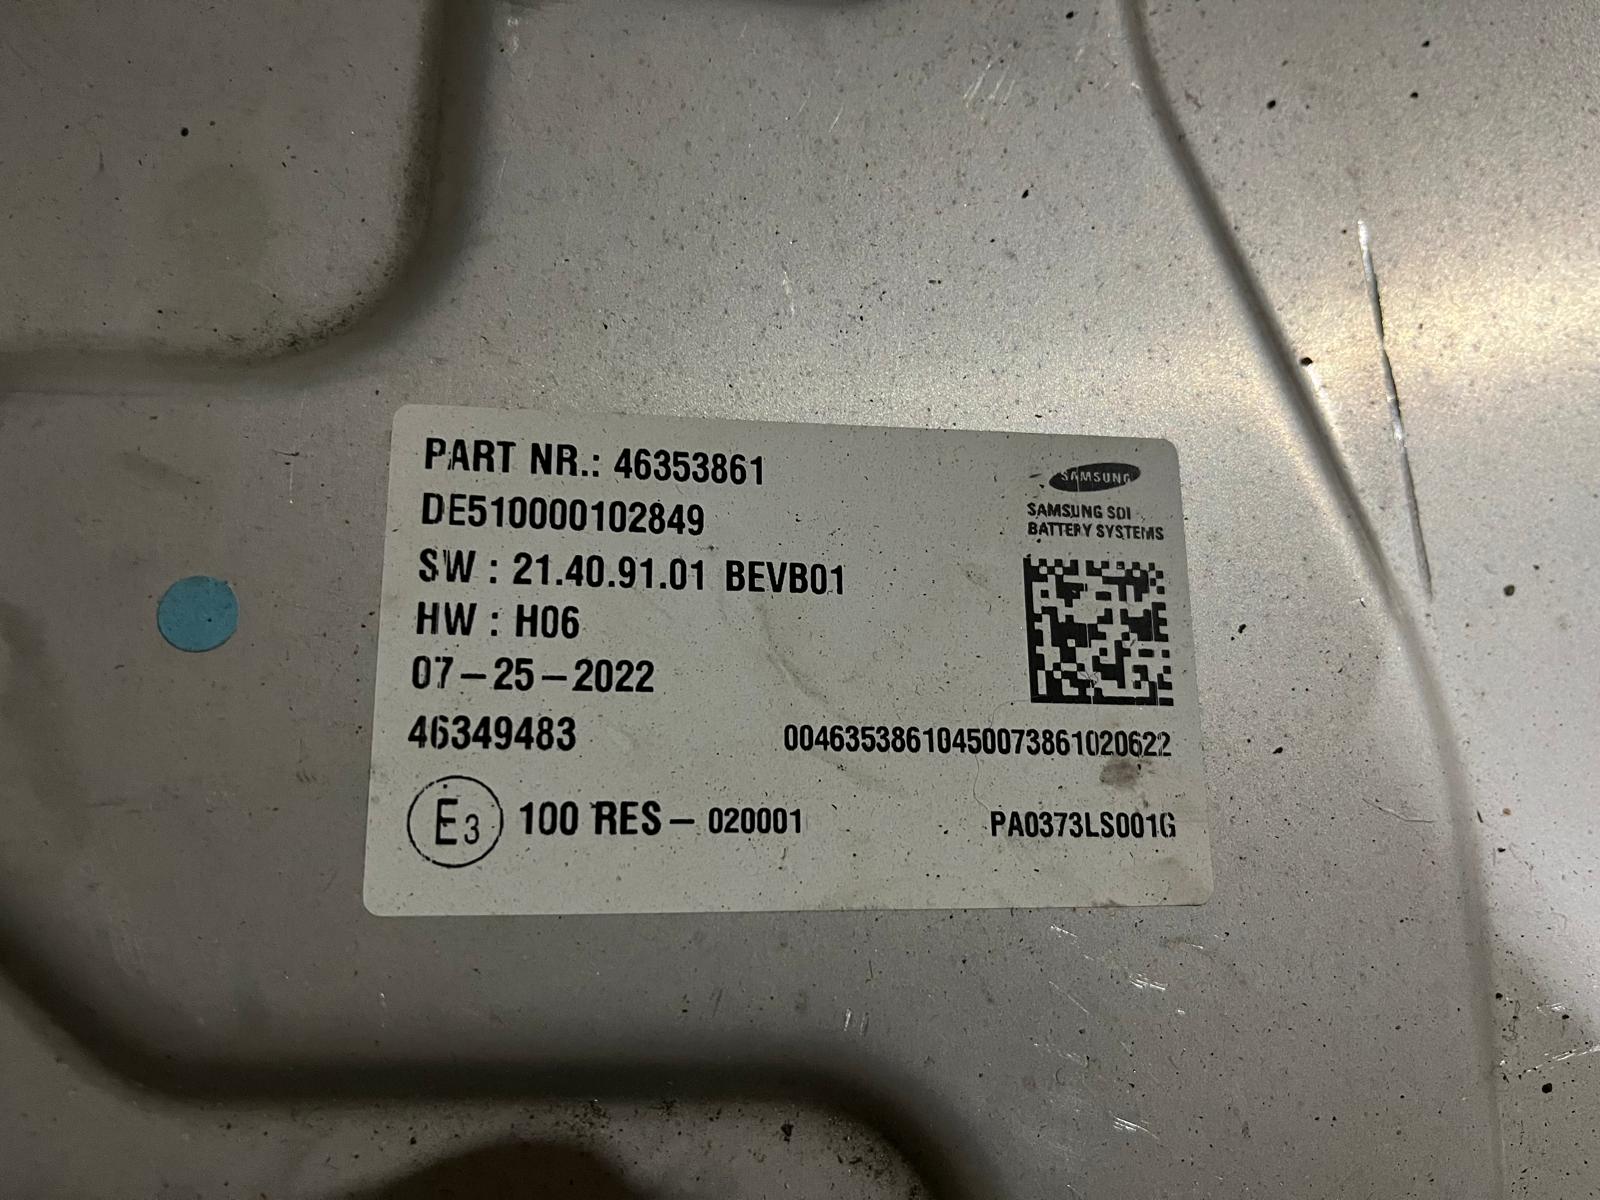 PART NR.: 46353861
DE510000102849
SW : 21.40.91.01 BEVB01
HW : H06
07-25-2022
46349483
SAMSUNG
SAMSUNG SDI
BATTERY SYSTEMS
00463538610450073861020622
E3 100 RES- 020001
PA0373LS001G